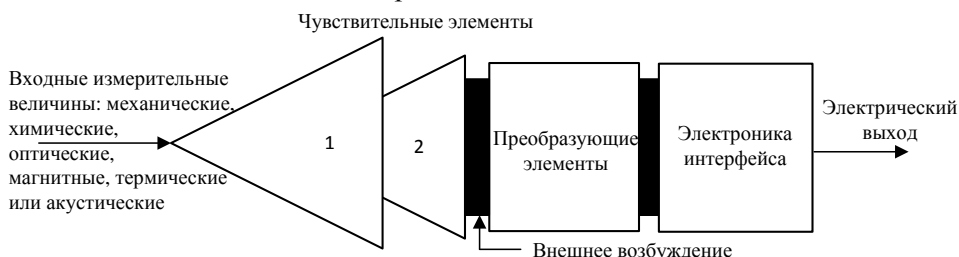 Чувствительные элементы
Входные измерительные
величины: механические,
химические,
оптические,
магнитные, термические
или акустические
1
2
Преобразующие
элементы
Электроника
интерфейса
Электрический
выход
Внешнее возбуждение